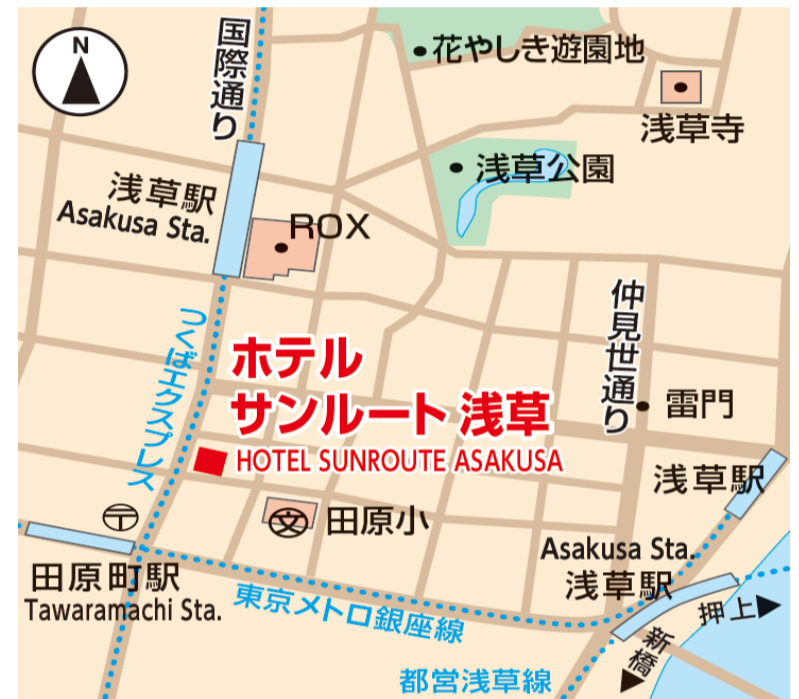 N
国際通り
花やしき遊園地
浅草寺
浅草駅
Asakusa Sta.
ROX
浅草公園
つくばエクスプレス
仲見世通り
雷門
ホテル
サンルート 浅草
HOTEL SUNROUTE ASAKUSA
浅草駅
〒
文
田原小
田原町駅
Tawaramachi Sta.
東京メトロ銀座線
Asakusa Sta.
浅草駅
押上▶
新橋
都営浅草線